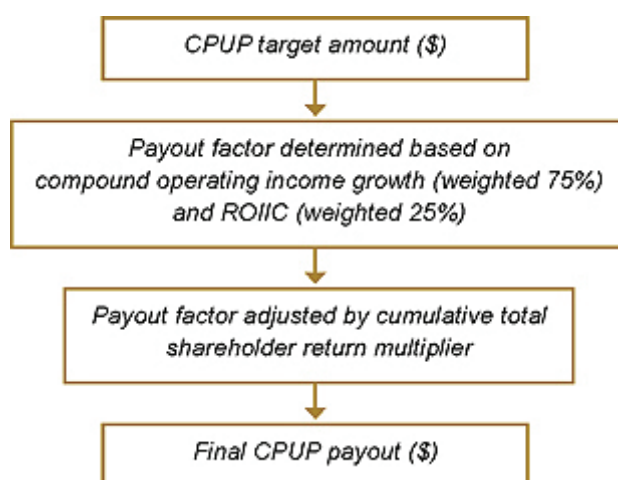 CPUP target amount ($)
Payout factor determined based on
compound operating income growth (weighted 75%)
and ROIIC (weighted 25%)
Payout factor adjusted by cumulative total
shareholder return multiplier
Final CPUP payout ($)